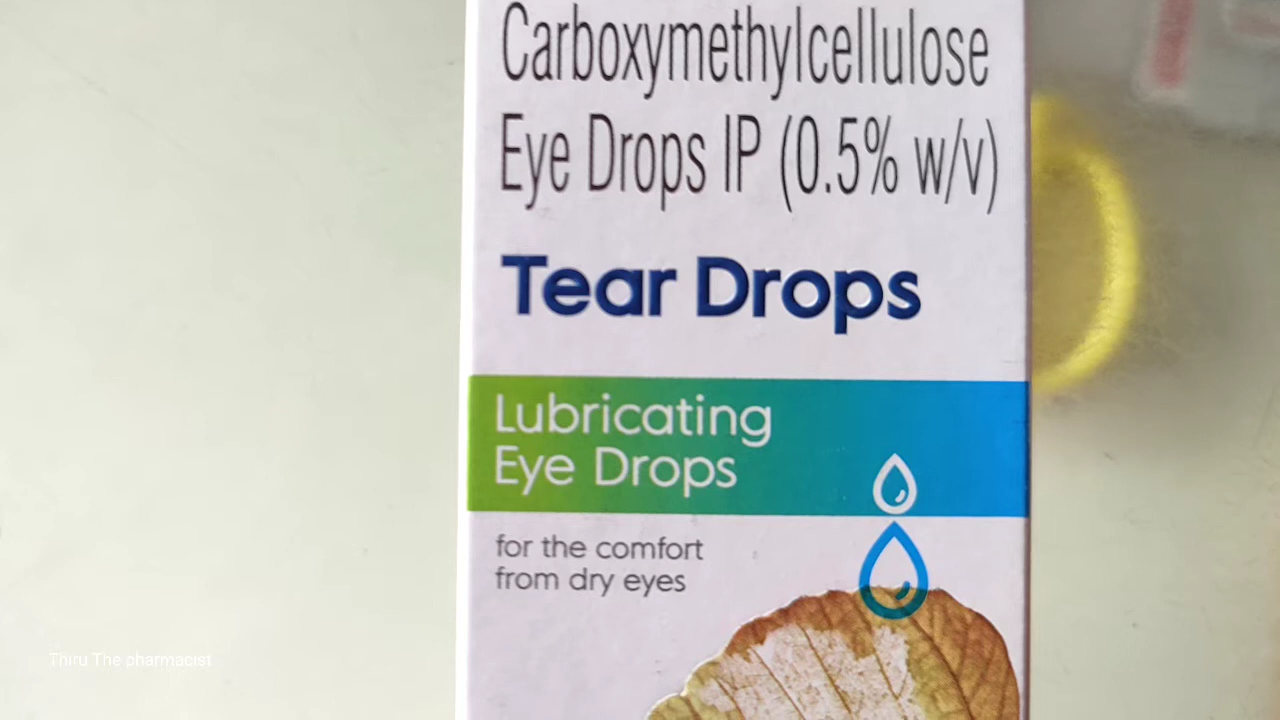 Carboxymethylcellulose
Eye Drops IP (0.5% w/v)
Tear Drops
Lubricating
Eye Drops
for the comfort
from dry eyes
Thiru The pharmacist